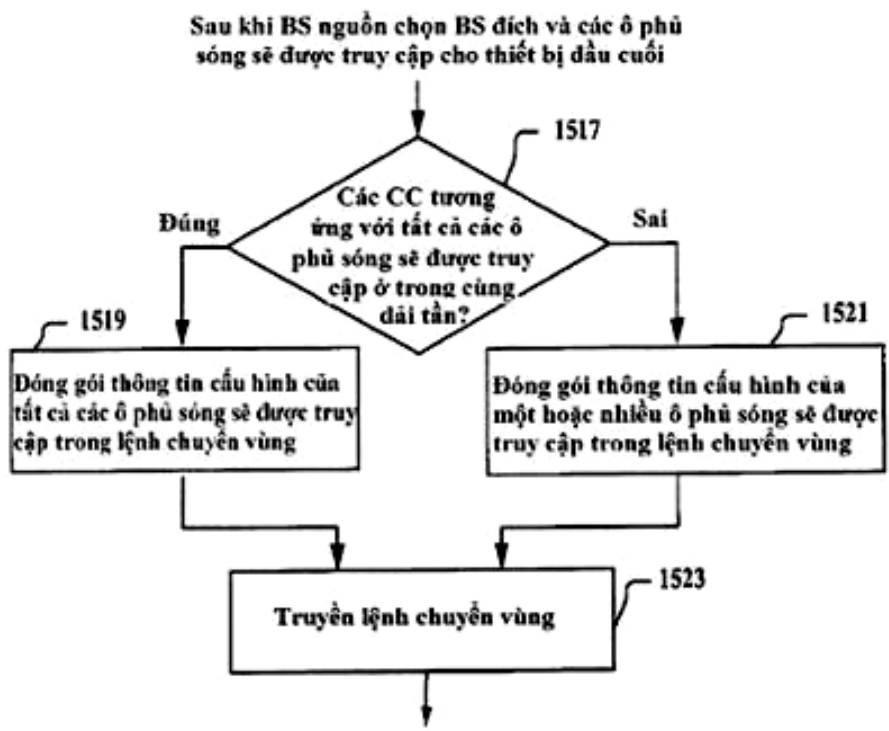 Sau khi BS nguồn chọn BS đích và các ô phủ
sóng sẽ được truy cập cho thiết bị đầu cuối
1517
Các CC tương
ứng với tất cả các ô
phủ sóng sẽ được truy
cập ở trong cùng
dải tần?
Đúng
Sai
1519
Đóng gói thông tin cấu hình của
tất cả các ô phủ sóng sẽ được truy
cập trong lệnh chuyển vùng
1521
Đóng gói thông tin cấu hình của
một hoặc nhiều ô phủ sóng sẽ được
truy cập trong lệnh chuyển vùng
1523
Truyền lệnh chuyển vùng